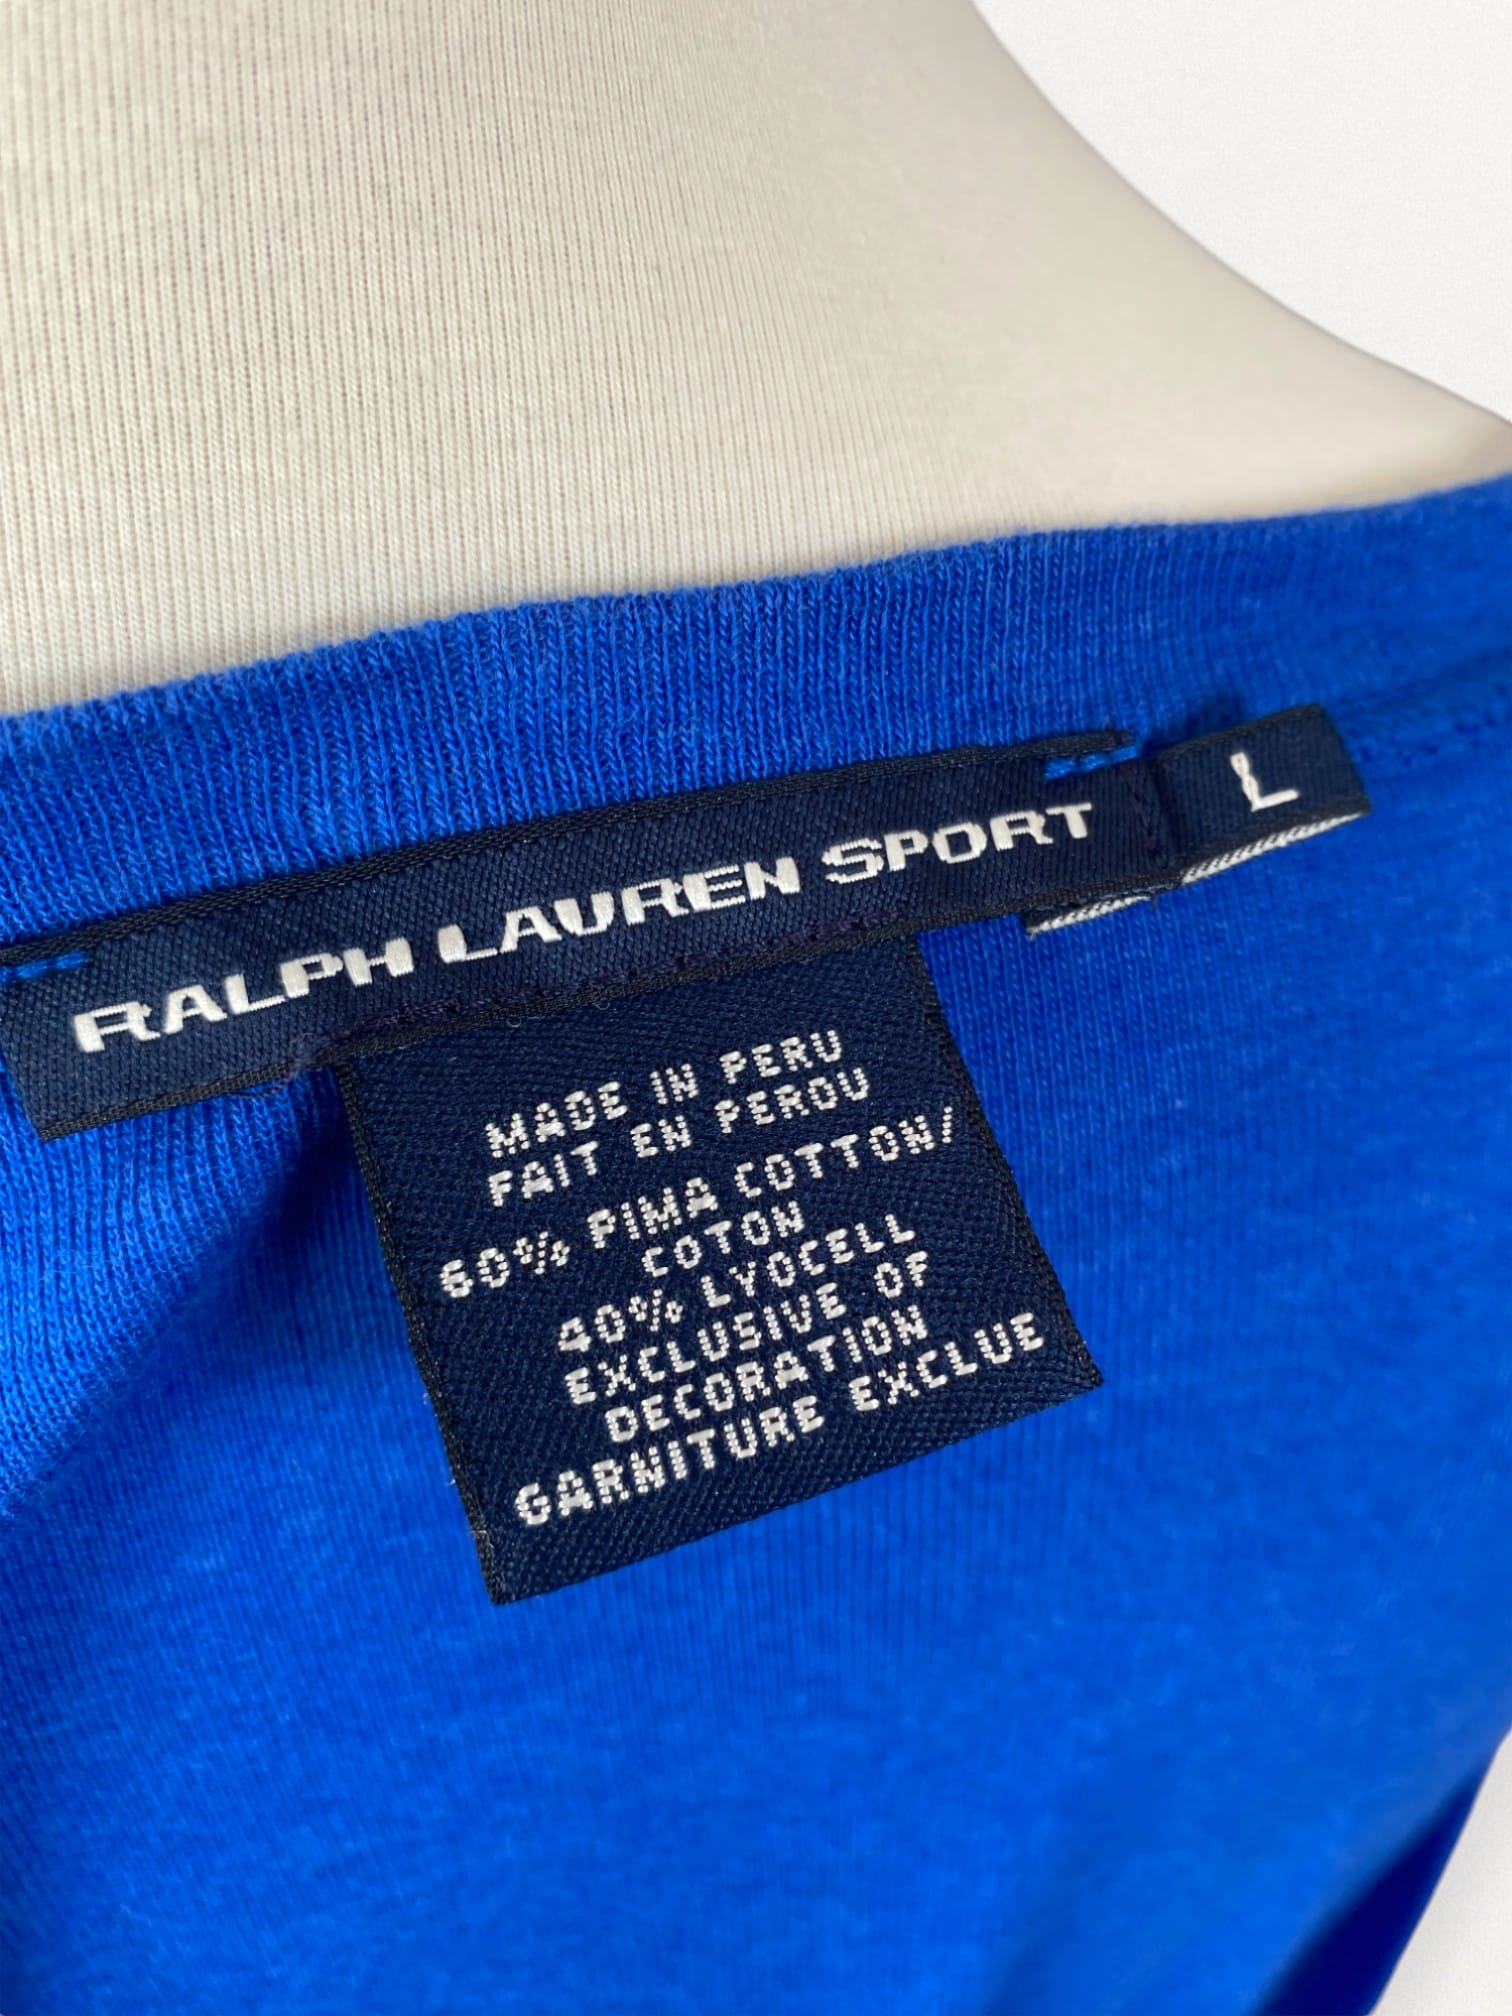 RALPH LAUREN SPORT
L
MADE IN PERU
FAIT EN PEROU
60% PIMA COTTON/
COTON
40% LYOCELL
EXCLUSIVE OF
DECORATION
GARNITURE EXCLUE